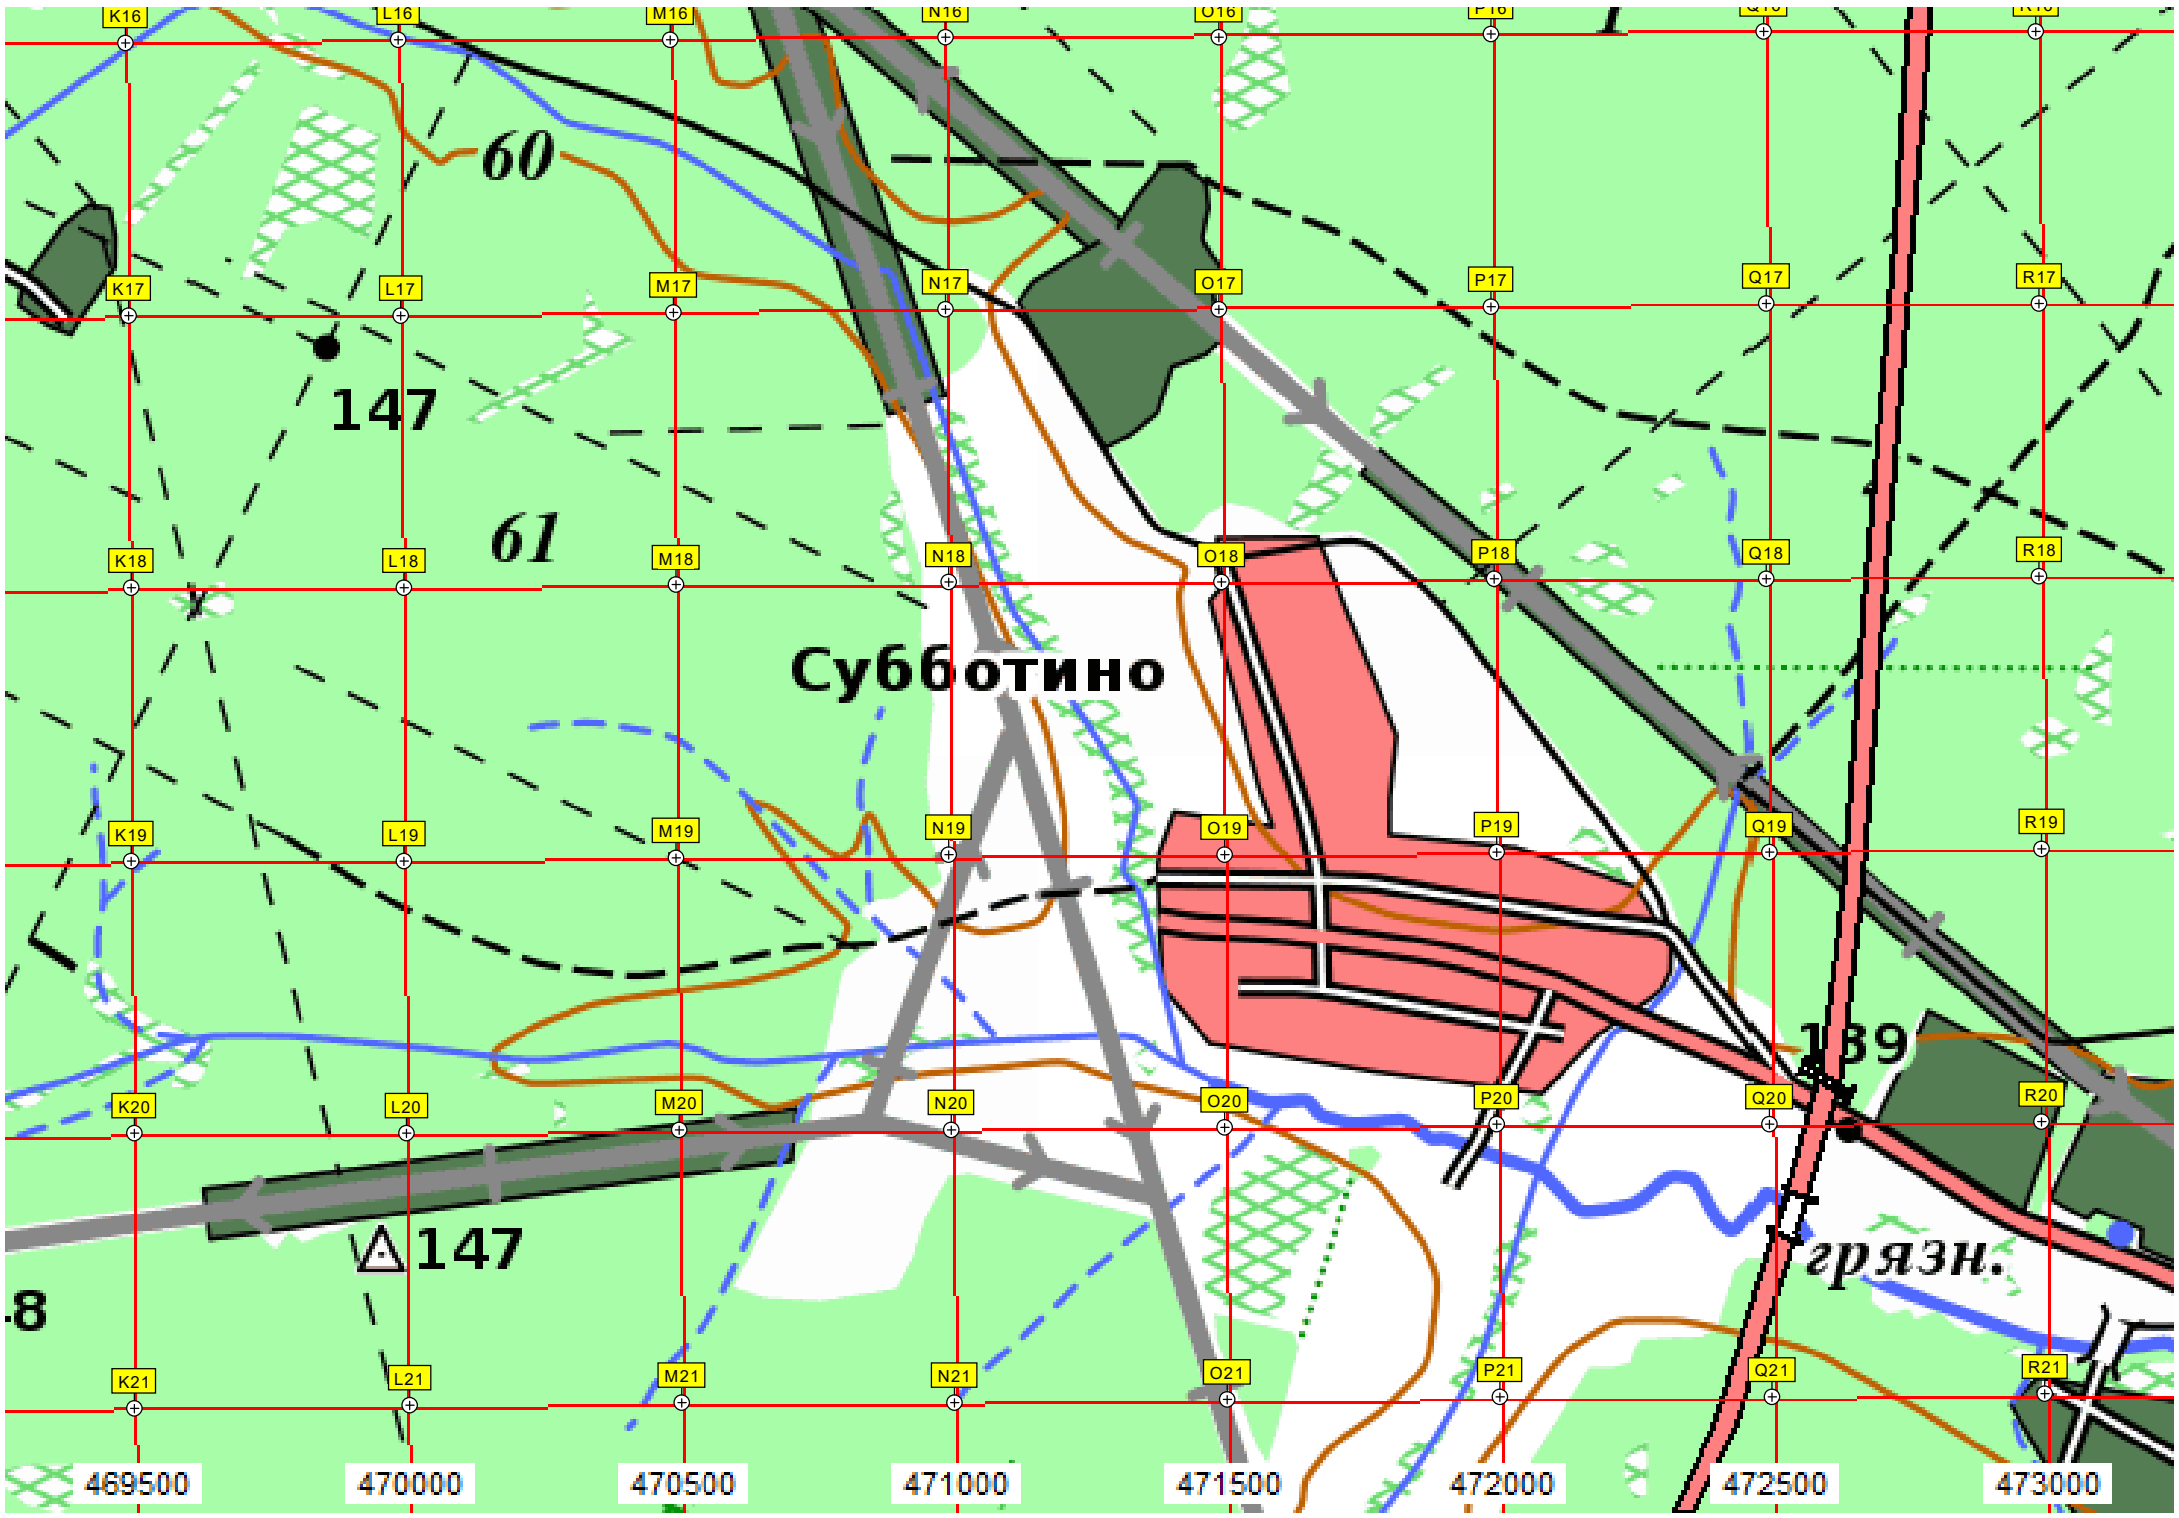 K16 L16 M16 N16 O16 P16 Q16 R16
60
K17 L17 M17 N17 O17 P17 Q17 R17
147
61
K18 L18 M18 N18 O18 P18 Q18 R18
Субботино
K19 L19 M19 N19 O19 P19 Q19 R19
139
K20 L20 M20 N20 O20 P20 Q20 R20
147
грязн.
8
K21 L21 M21 N21 O21 P21 Q21 R21
469500 470000 470500 471000 471500 472000 472500 473000